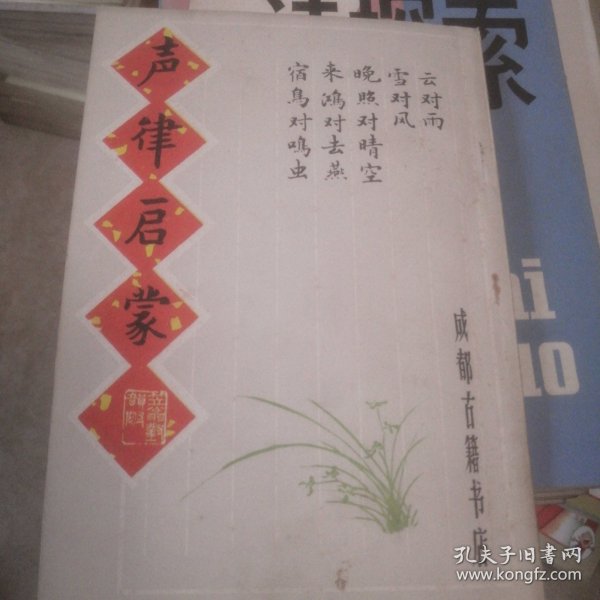 声律启蒙
云对雨
雪对风
晚照对晴空
来鸿对去燕
宿鸟对鸣虫
成都古籍书店
索
孔夫子旧书网
www.kongfz.com